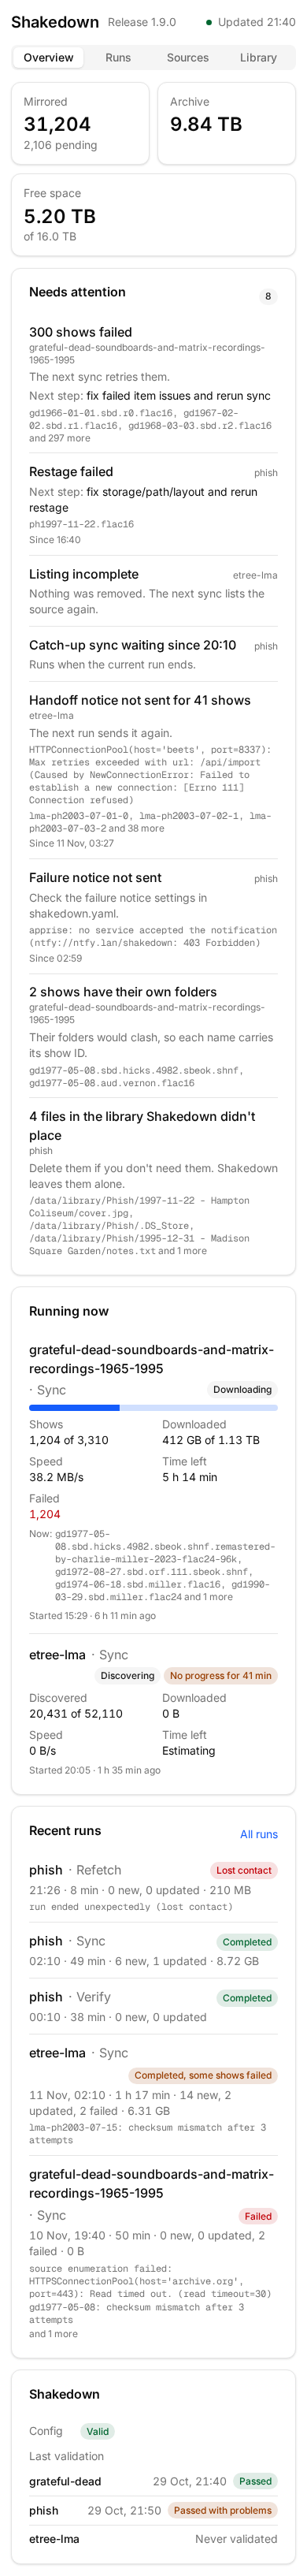 Shakedown Release 1.9.0 Updated 21:40
Overview Runs Sources Library
Mirrored
31,204
2,106 pending
Archive
9.84 TB
Free space
5.20 TB
of 16.0 TB
Needs attention 8
300 shows failed
grateful-dead-soundboards-and-matrix-recordings-
1965-1995
The next sync retries them.
Next step: fix failed item issues and rerun sync
gd1966-01-01.sbd.r0.flac16, gd1967-02-
02.sbd.r1.flac16, gd1968-03-03.sbd.r2.flac16
and 297 more
Restage failed phish
Next step: fix storage/path/layout and rerun
restage
ph1997-11-22.flac16
Since 16:40
Listing incomplete etree-lma
Nothing was removed. The next sync lists the
source again.
Catch-up sync waiting since 20:10 phish
Runs when the current run ends.
Handoff notice not sent for 41 shows
etree-lma
The next run sends it again.
HTTPConnectionPool(host='beets', port=8337):
Max retries exceeded with url: /api/import
(Caused by NewConnectionError: Failed to
establish a new connection: [Errno 111]
Connection refused)
lma-ph2003-07-01-0, lma-ph2003-07-02-1, lma-
ph2003-07-03-2 and 38 more
Since 11 Nov, 03:27
Failure notice not sent phish
Check the failure notice settings in
shakedown.yaml.
apprise: no service accepted the notification
(ntfy://ntfy.lan/shakedown: 403 Forbidden)
Since 02:59
2 shows have their own folders
grateful-dead-soundboards-and-matrix-recordings-
1965-1995
Their folders would clash, so each name carries
its show ID.
gd1977-05-08.sbd.hicks.4982.sbeok.shnf,
gd1977-05-08.aud.vernon.flac16
4 files in the library Shakedown didn't
place
phish
Delete them if you don't need them. Shakedown
leaves them alone.
/data/library/Phish/1997-11-22 - Hampton
Coliseum/cover.jpg,
/data/library/Phish/.DS_Store,
/data/library/Phish/1995-12-31 - Madison
Square Garden/notes.txt and 1 more
Running now
grateful-dead-soundboards-and-matrix-
recordings-1965-1995
· Sync Downloading
Shows Downloaded
1,204 of 3,310 412 GB of 1.13 TB
Speed Time left
38.2 MB/s 5 h 14 min
Failed
1,204
Now: gd1977-05-
08.sbd.hicks.4982.sbeok.shnf.remastered-
by-charlie-miller-2023-flac24-96k,
gd1972-08-27.sbd.orf.111.sbeok.shnf,
gd1974-06-18.sbd.miller.flac16, gd1990-
03-29.sbd.miller.flac24 and 1 more
Started 15:29 · 6 h 11 min ago
etree-lma · Sync
Discovering No progress for 41 min
Discovered Downloaded
20,431 of 52,110 0 B
Speed Time left
0 B/s Estimating
Started 20:05 · 1 h 35 min ago
Recent runs All runs
phish · Refetch Lost contact
21:26 · 8 min · 0 new, 0 updated · 210 MB
run ended unexpectedly (lost contact)
phish · Sync Completed
02:10 · 49 min · 6 new, 1 updated · 8.72 GB
phish · Verify Completed
00:10 · 38 min · 0 new, 0 updated
etree-lma · Sync
Completed, some shows failed
11 Nov, 02:10 · 1 h 17 min · 14 new, 2
updated, 2 failed · 6.31 GB
lma-ph2003-07-15: checksum mismatch after 3
attempts
grateful-dead-soundboards-and-matrix-
recordings-1965-1995
· Sync Failed
10 Nov, 19:40 · 50 min · 0 new, 0 updated, 2
failed · 0 B
source enumeration failed:
HTTPSConnectionPool(host='archive.org',
port=443): Read timed out. (read timeout=30)
gd1977-05-08: checksum mismatch after 3
attempts
and 1 more
Shakedown
Config Valid
Last validation
grateful-dead 29 Oct, 21:40 Passed
phish 29 Oct, 21:50 Passed with problems
etree-lma Never validated